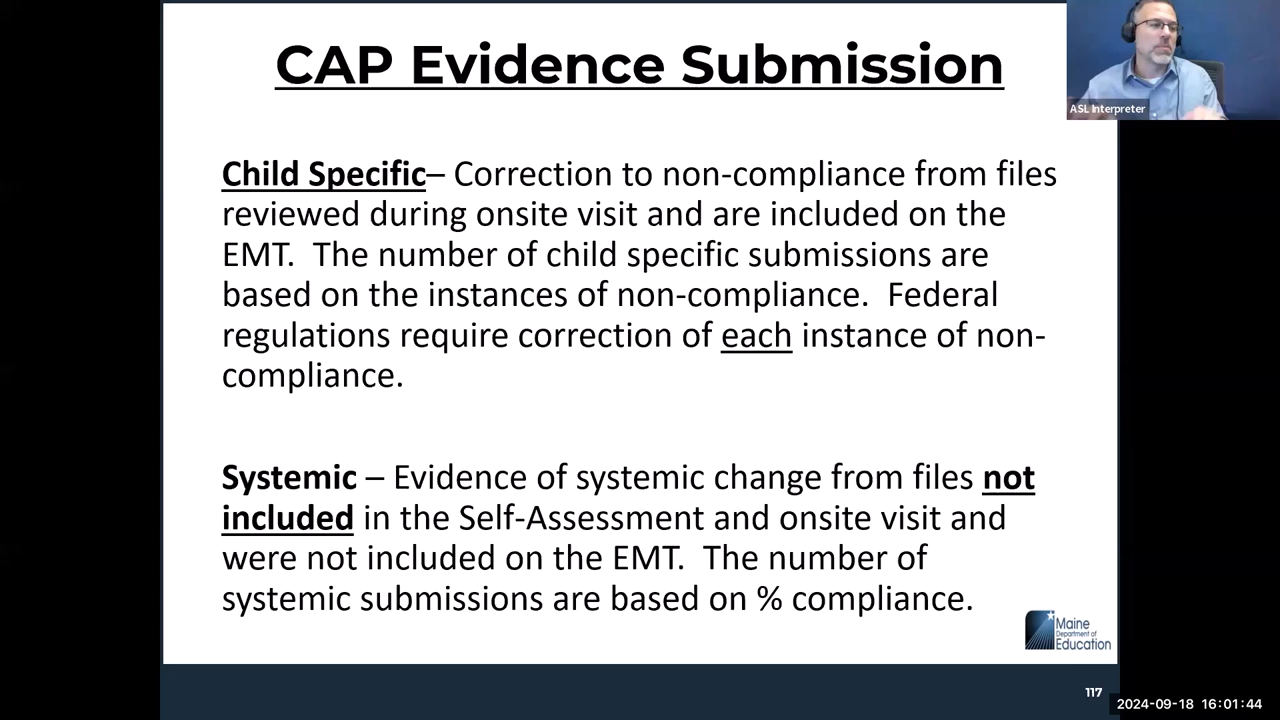 CAP Evidence Submission
ASL Interpreter
Child Specific– Correction to non-compliance from files
reviewed during onsite visit and are included on the
EMT.  The number of child specific submissions are
based on the instances of non-compliance.  Federal
regulations require correction of each instance of non-
compliance.
Systemic – Evidence of systemic change from files not
included in the Self-Assessment and onsite visit and
were not included on the EMT.  The number of
systemic submissions are based on % compliance.
Maine
Department of
Education
117
2024-09-18 16:01:44